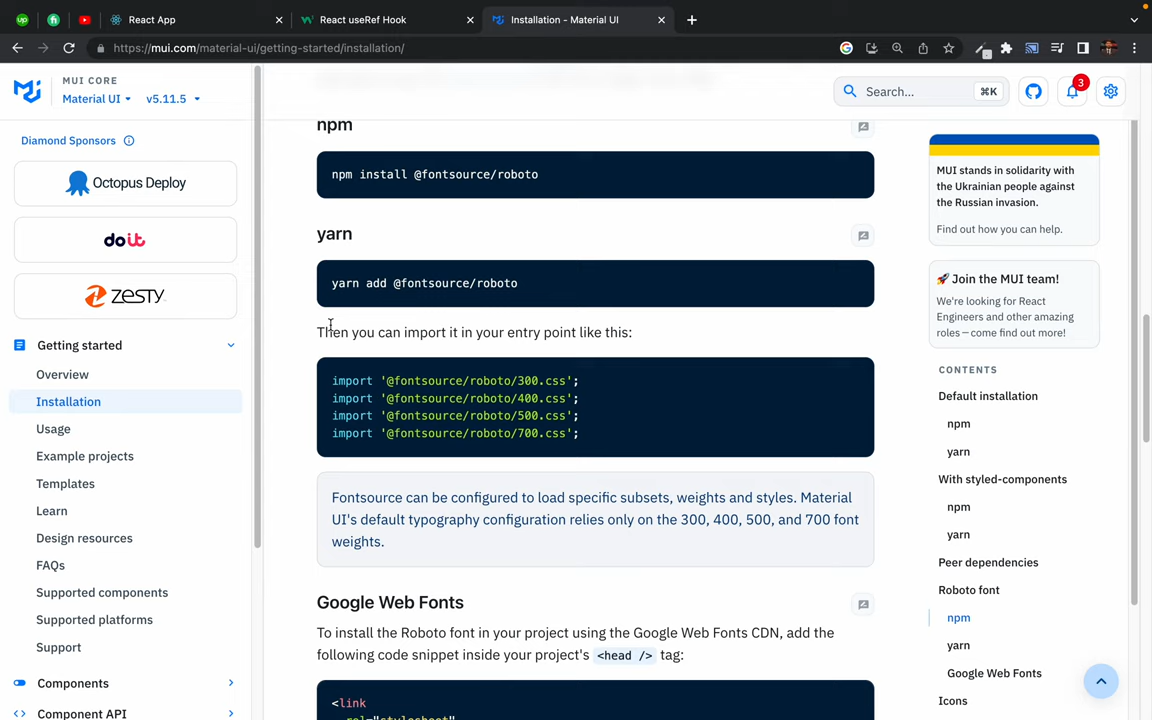 React App
React useRef Hook
Installation - Material UI
https://mui.com/material-ui/getting-started/installation/
MUI CORE
Material UI
v5.11.5
Search...
⌘K
3
Diamond Sponsors
Octopus Deploy
doit
ZESTY
Getting started
Overview
Installation
Usage
Example projects
Templates
Learn
Design resources
FAQs
Supported components
Supported platforms
Support
Components
Component API
npm
npm install @fontsource/roboto
yarn
yarn add @fontsource/roboto
Then you can import it in your entry point like this:
import '@fontsource/roboto/300.css';
import '@fontsource/roboto/400.css';
import '@fontsource/roboto/500.css';
import '@fontsource/roboto/700.css';
Fontsource can be configured to load specific subsets, weights and styles. Material
UI's default typography configuration relies only on the 300, 400, 500, and 700 font
weights.
Google Web Fonts
To install the Roboto font in your project using the Google Web Fonts CDN, add the
following code snippet inside your project's <head /> tag:
<link
rel="stylesheet"
MUI stands in solidarity with
the Ukrainian people against
the Russian invasion.
Find out how you can help.
🚀 Join the MUI team!
We're looking for React
Engineers and other amazing
roles—come find out more!
CONTENTS
Default installation
npm
yarn
With styled-components
npm
yarn
Peer dependencies
Roboto font
npm
yarn
Google Web Fonts
Icons